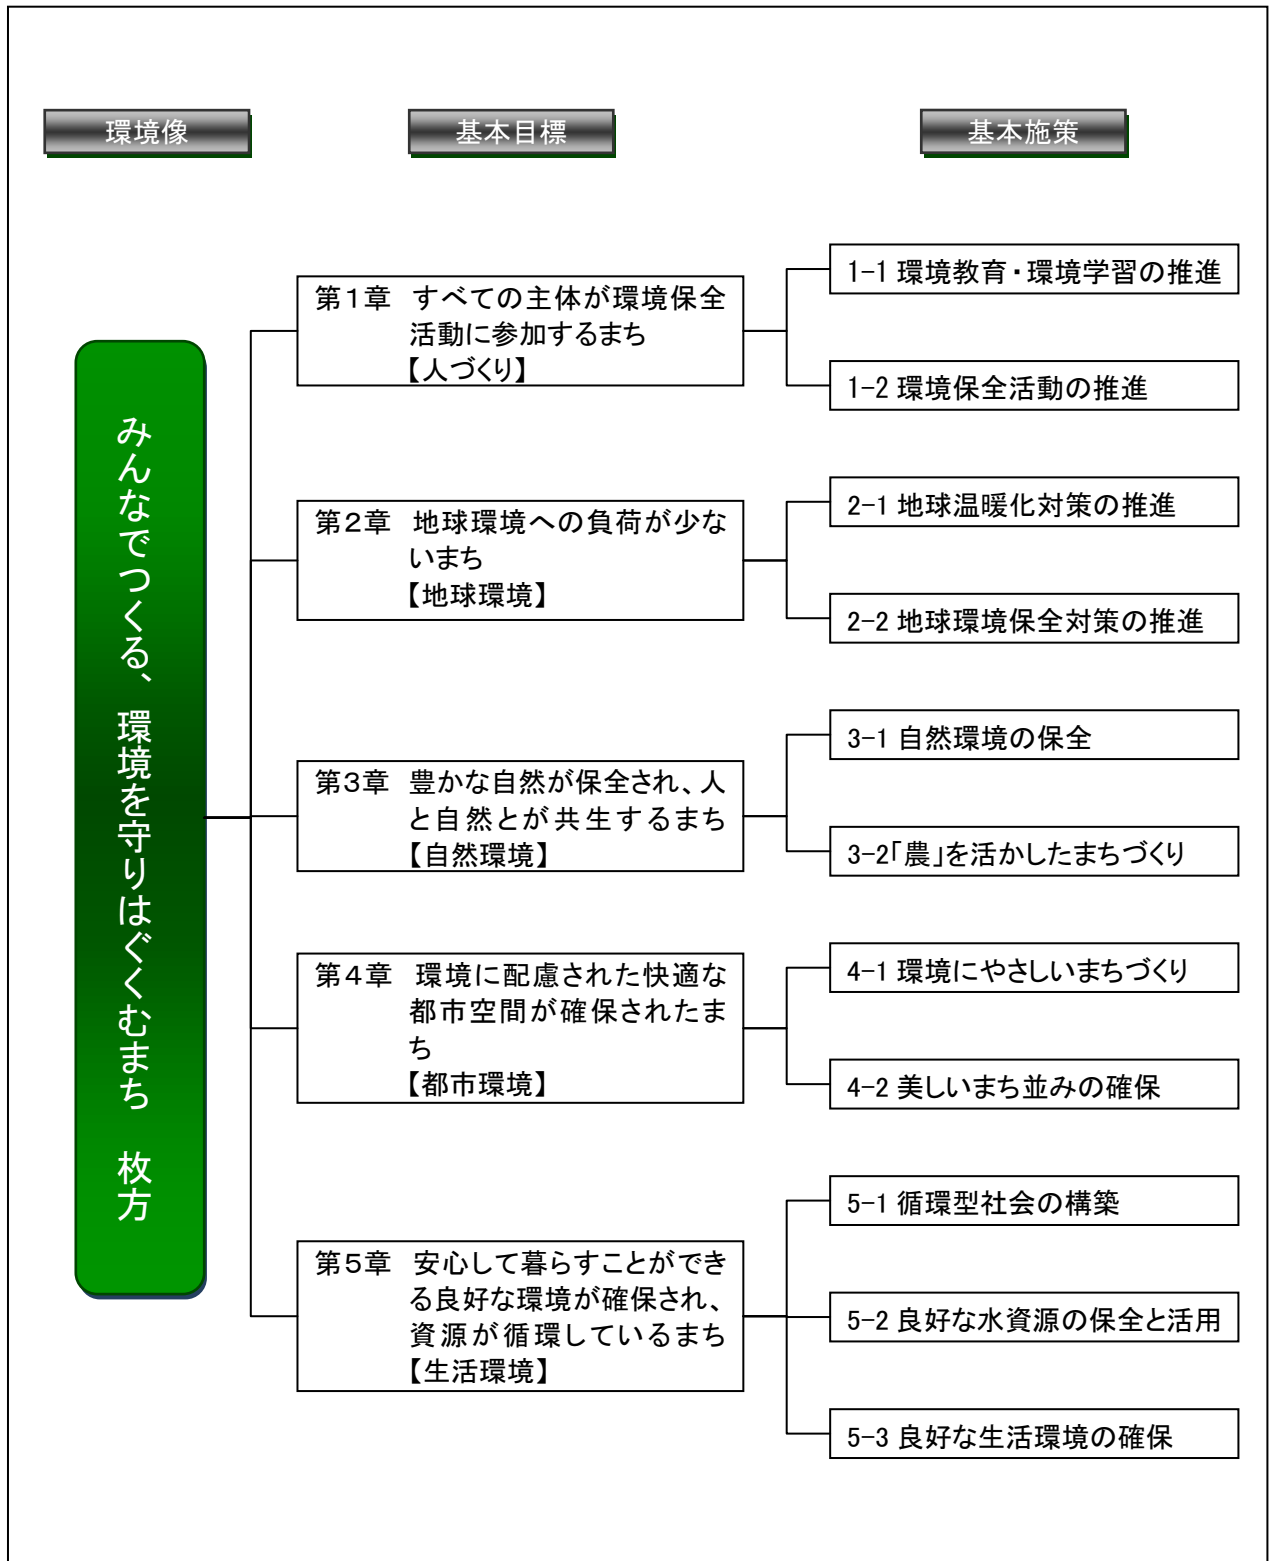 環境像
基本目標
基本施策
みんなでつくる、環境を守りはぐくむまち　枚方
第1章　すべての主体が環境保全
活動に参加するまち
【人づくり】
1-1 環境教育・環境学習の推進
1-2 環境保全活動の推進
第2章　地球環境への負荷が少な
いまち
【地球環境】
2-1 地球温暖化対策の推進
2-2 地球環境保全対策の推進
第3章　豊かな自然が保全され、人
と自然とが共生するまち
【自然環境】
3-1 自然環境の保全
3-2「農」を活かしたまちづくり
第4章　環境に配慮された快適な
都市空間が確保されたま
ち
【都市環境】
4-1 環境にやさしいまちづくり
4-2 美しいまち並みの確保
第5章　安心して暮らすことができ
る良好な環境が確保され、
資源が循環しているまち
【生活環境】
5-1 循環型社会の構築
5-2 良好な水資源の保全と活用
5-3 良好な生活環境の確保